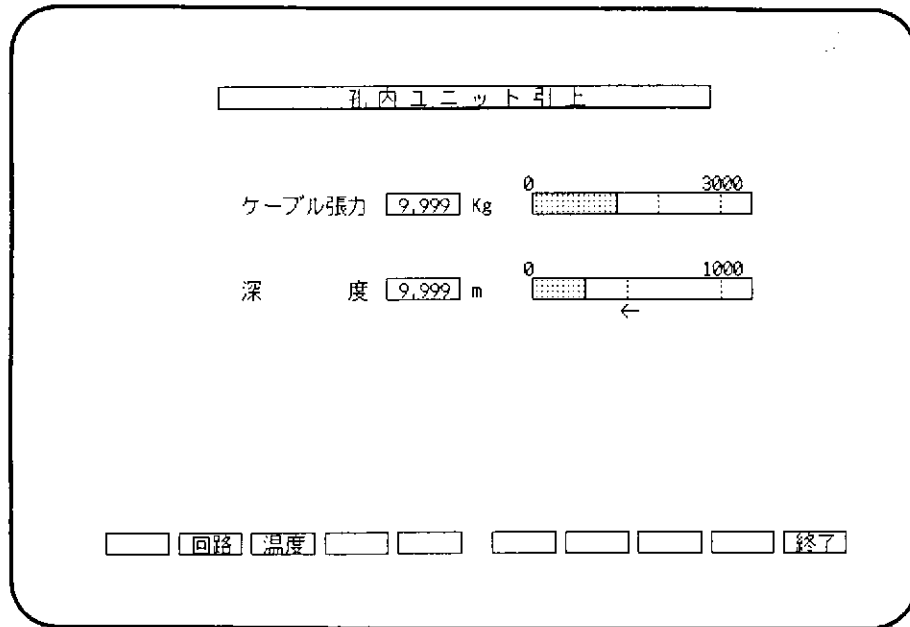 孔内ユニット引上
0 3000
ケーブル張力 9,999 Kg
0 1000
深 度 9,999 m
←
回路 温度 終了